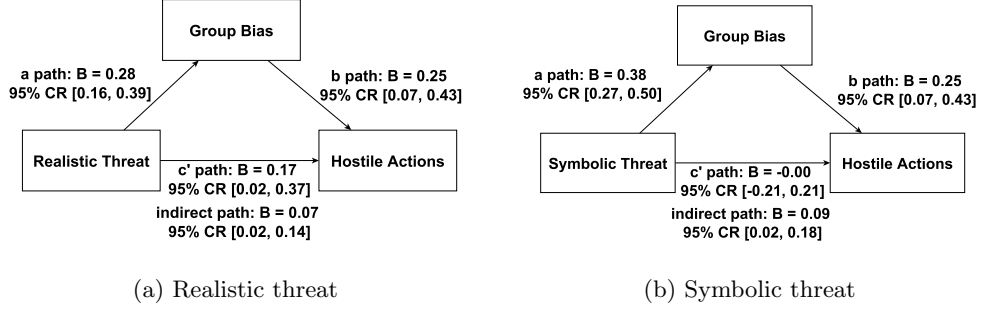 Group Bias
a path: B = 0.28
95% CR [0.16, 0.39]
b path: B = 0.25
95% CR [0.07, 0.43]
Realistic Threat
Hostile Actions
c' path: B = 0.17
95% CR [0.02, 0.37]
indirect path: B = 0.07
95% CR [0.02, 0.14]
(a) Realistic threat
Group Bias
a path: B = 0.38
95% CR [0.27, 0.50]
b path: B = 0.25
95% CR [0.07, 0.43]
Symbolic Threat
Hostile Actions
c' path: B = -0.00
95% CR [-0.21, 0.21]
indirect path: B = 0.09
95% CR [0.02, 0.18]
(b) Symbolic threat